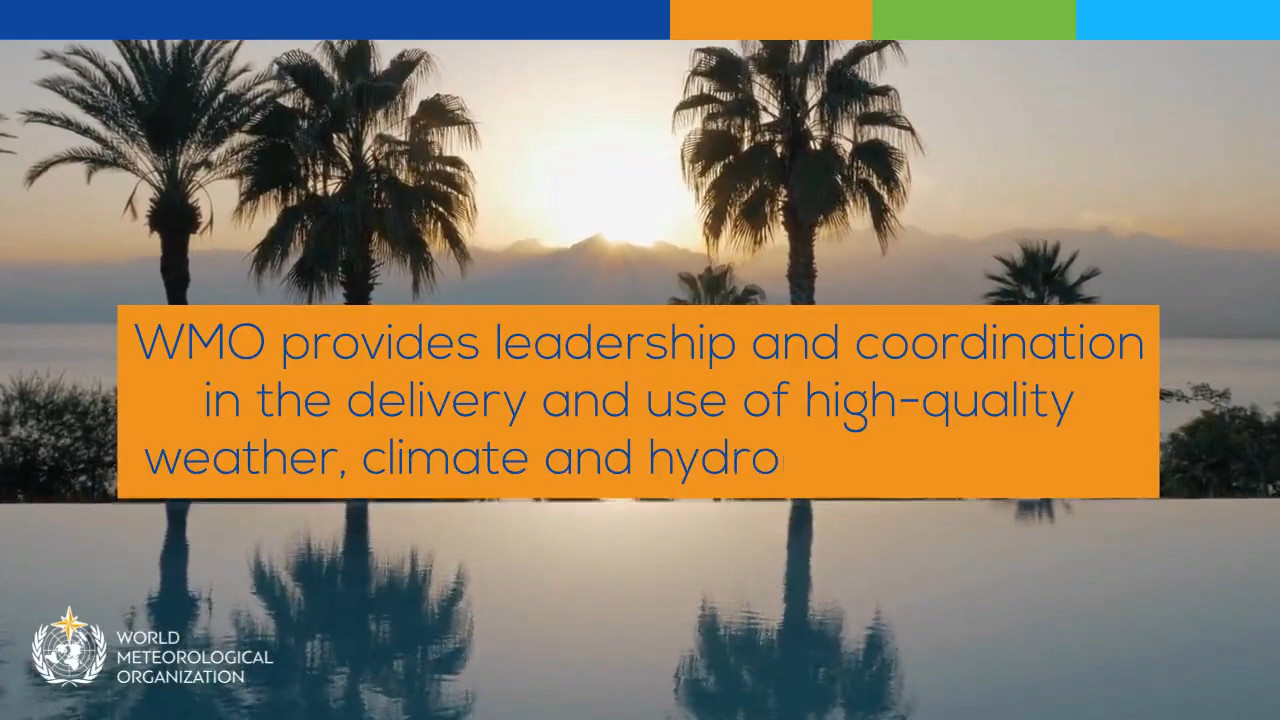 WMO provides leadership and coordination
in the delivery and use of high-quality
weather, climate and hydro
WORLD
METEOROLOGICAL
ORGANIZATION